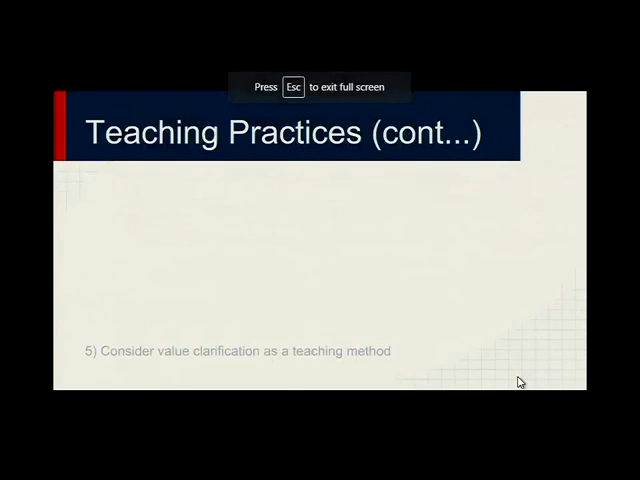 Press Esc to exit full screen
Teaching Practices (cont...)
5) Consider value clarification as a teaching method